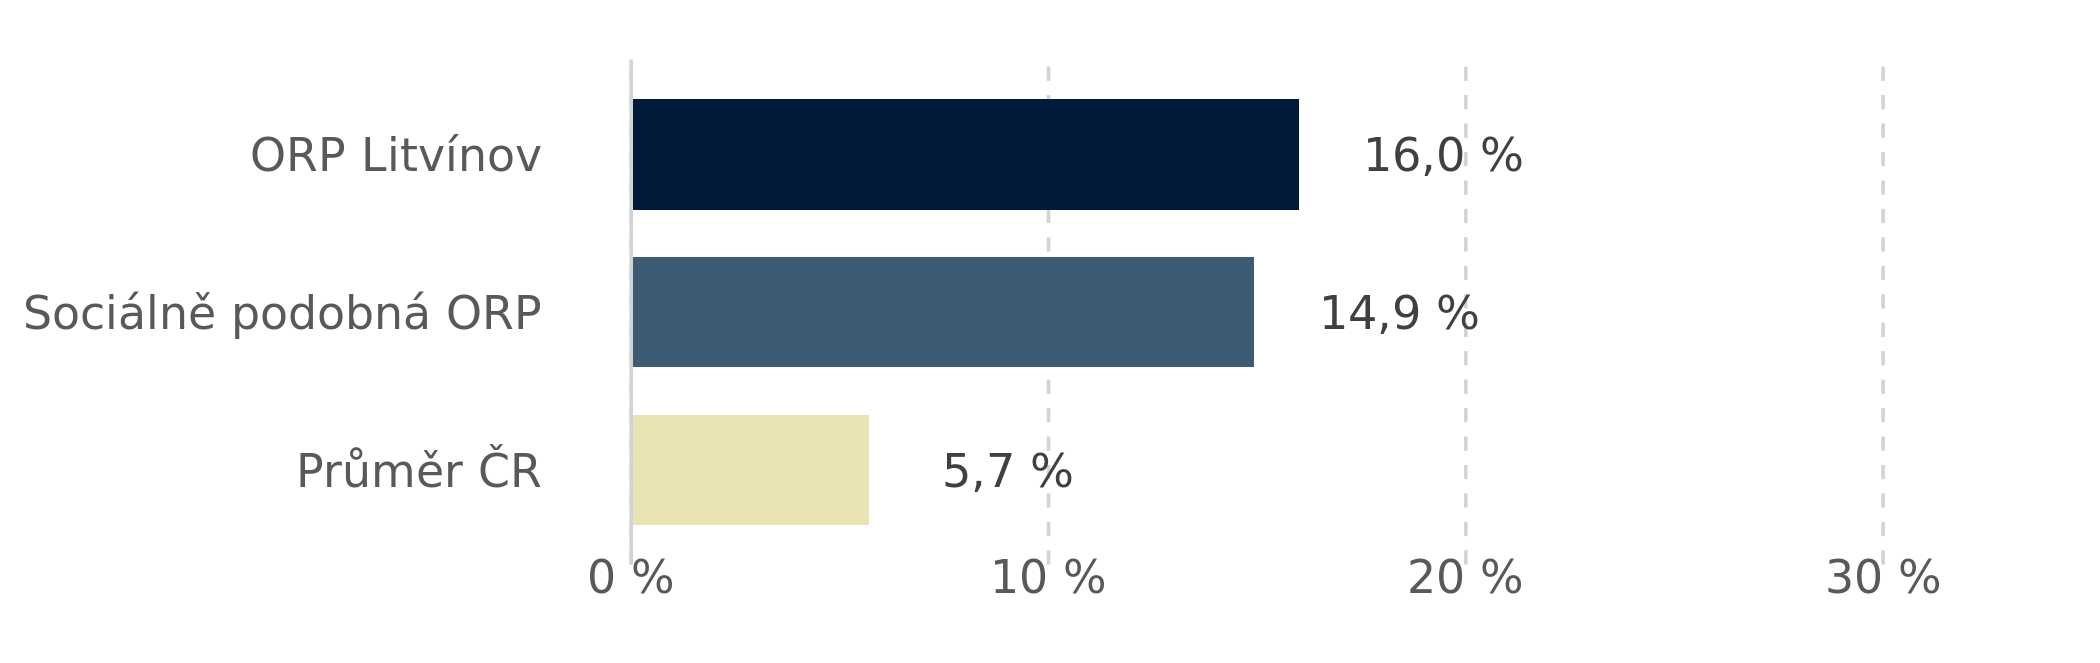 ORP Litvínov 16,0 %
Sociálně podobná ORP 14,9 %
Průměr ČR 5,7 %
0 % 10 % 20 % 30 %